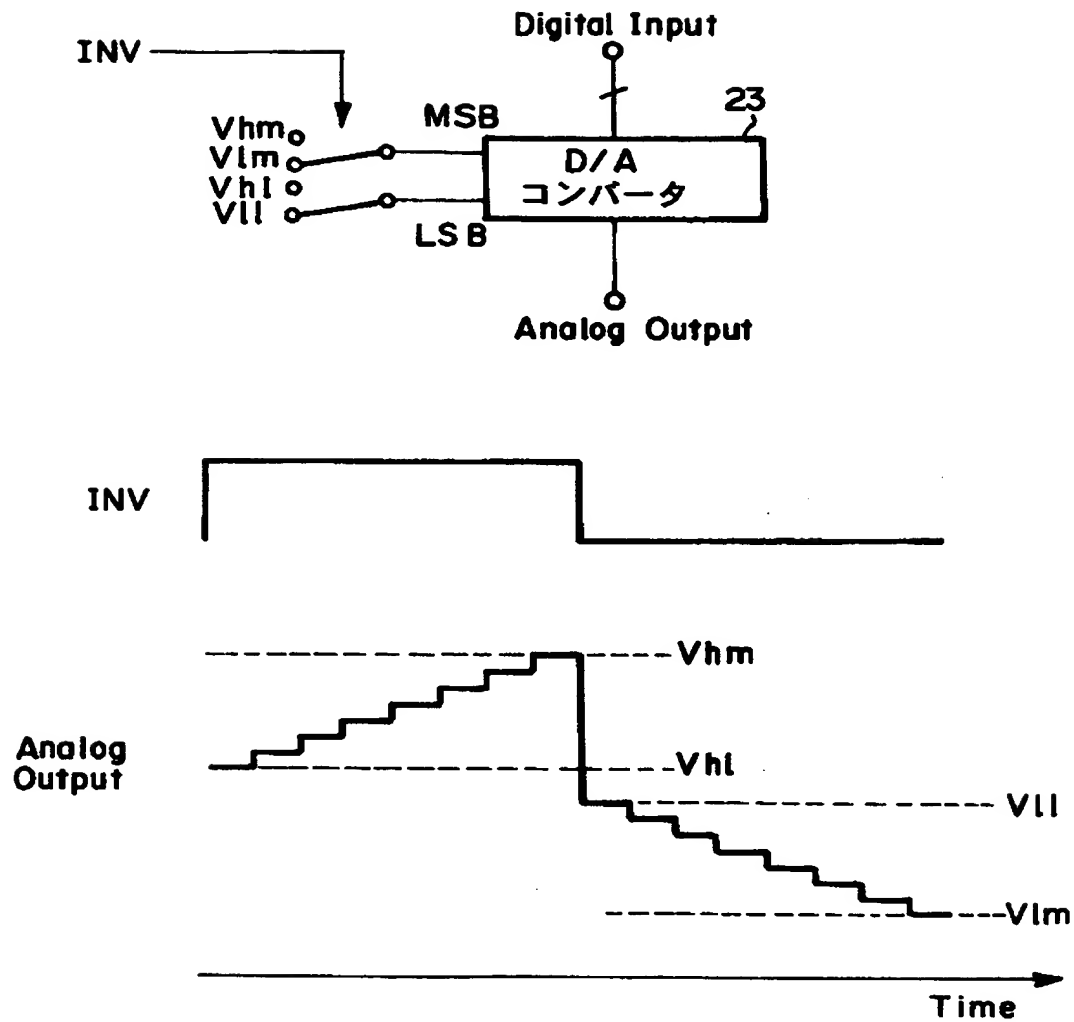 Digital Input
INV
23
MSB
Vhm
Vlm
Vhl
Vll
D/A
コンバータ
LSB
Analog Output
INV
Vhm
Analog
Output
Vhl
Vll
Vlm
Time